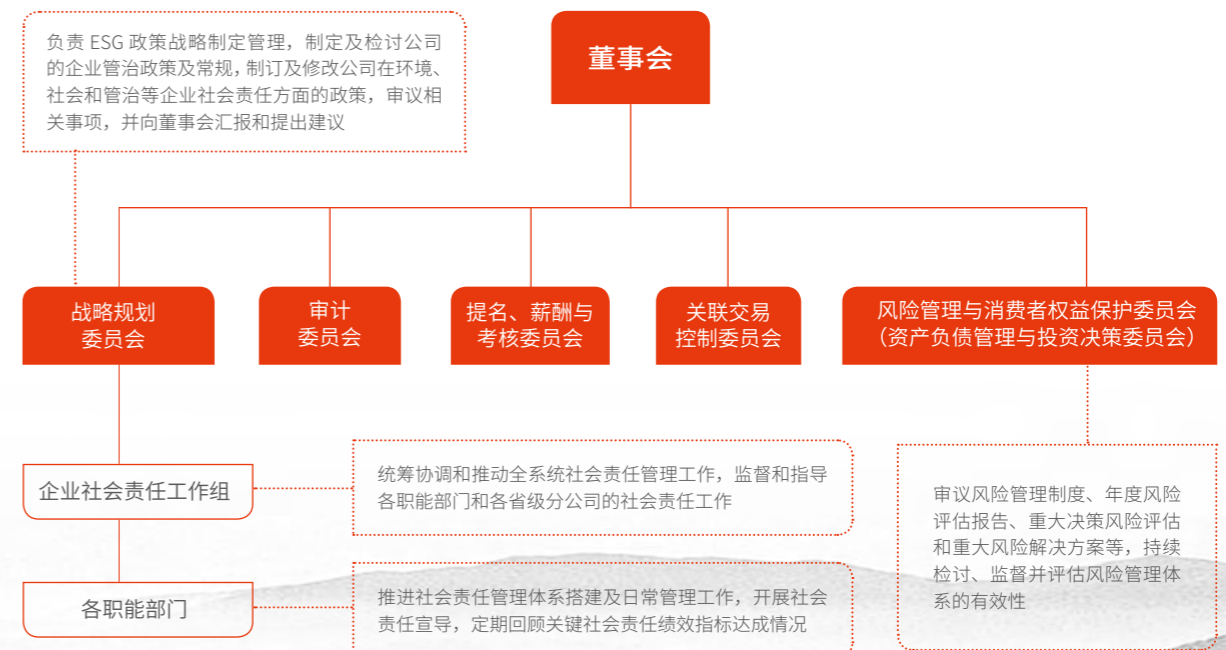 负责 ESG 政策战略制定管理，制定及检讨公司
的企业管治政策及常规，制订及修改公司在环境、
社会和管治等企业社会责任方面的政策，审议相
关事项，并向董事会汇报和提出建议
董事会
战略规划
委员会
审计
委员会
提名、薪酬与
考核委员会
关联交易
控制委员会
风险管理与消费者权益保护委员会
（资产负债管理与投资决策委员会）
企业社会责任工作组
统筹协调和推动全系统社会责任管理工作，监督和指导
各职能部门和各省级分公司的社会责任工作
各职能部门
推进社会责任管理体系搭建及日常管理工作，开展社会
责任宣导，定期回顾关键社会责任绩效指标达成情况
审议风险管理制度、年度风险
评估报告、重大决策风险评估
和重大风险解决方案等，持续
检讨、监督并评估风险管理体
系的有效性